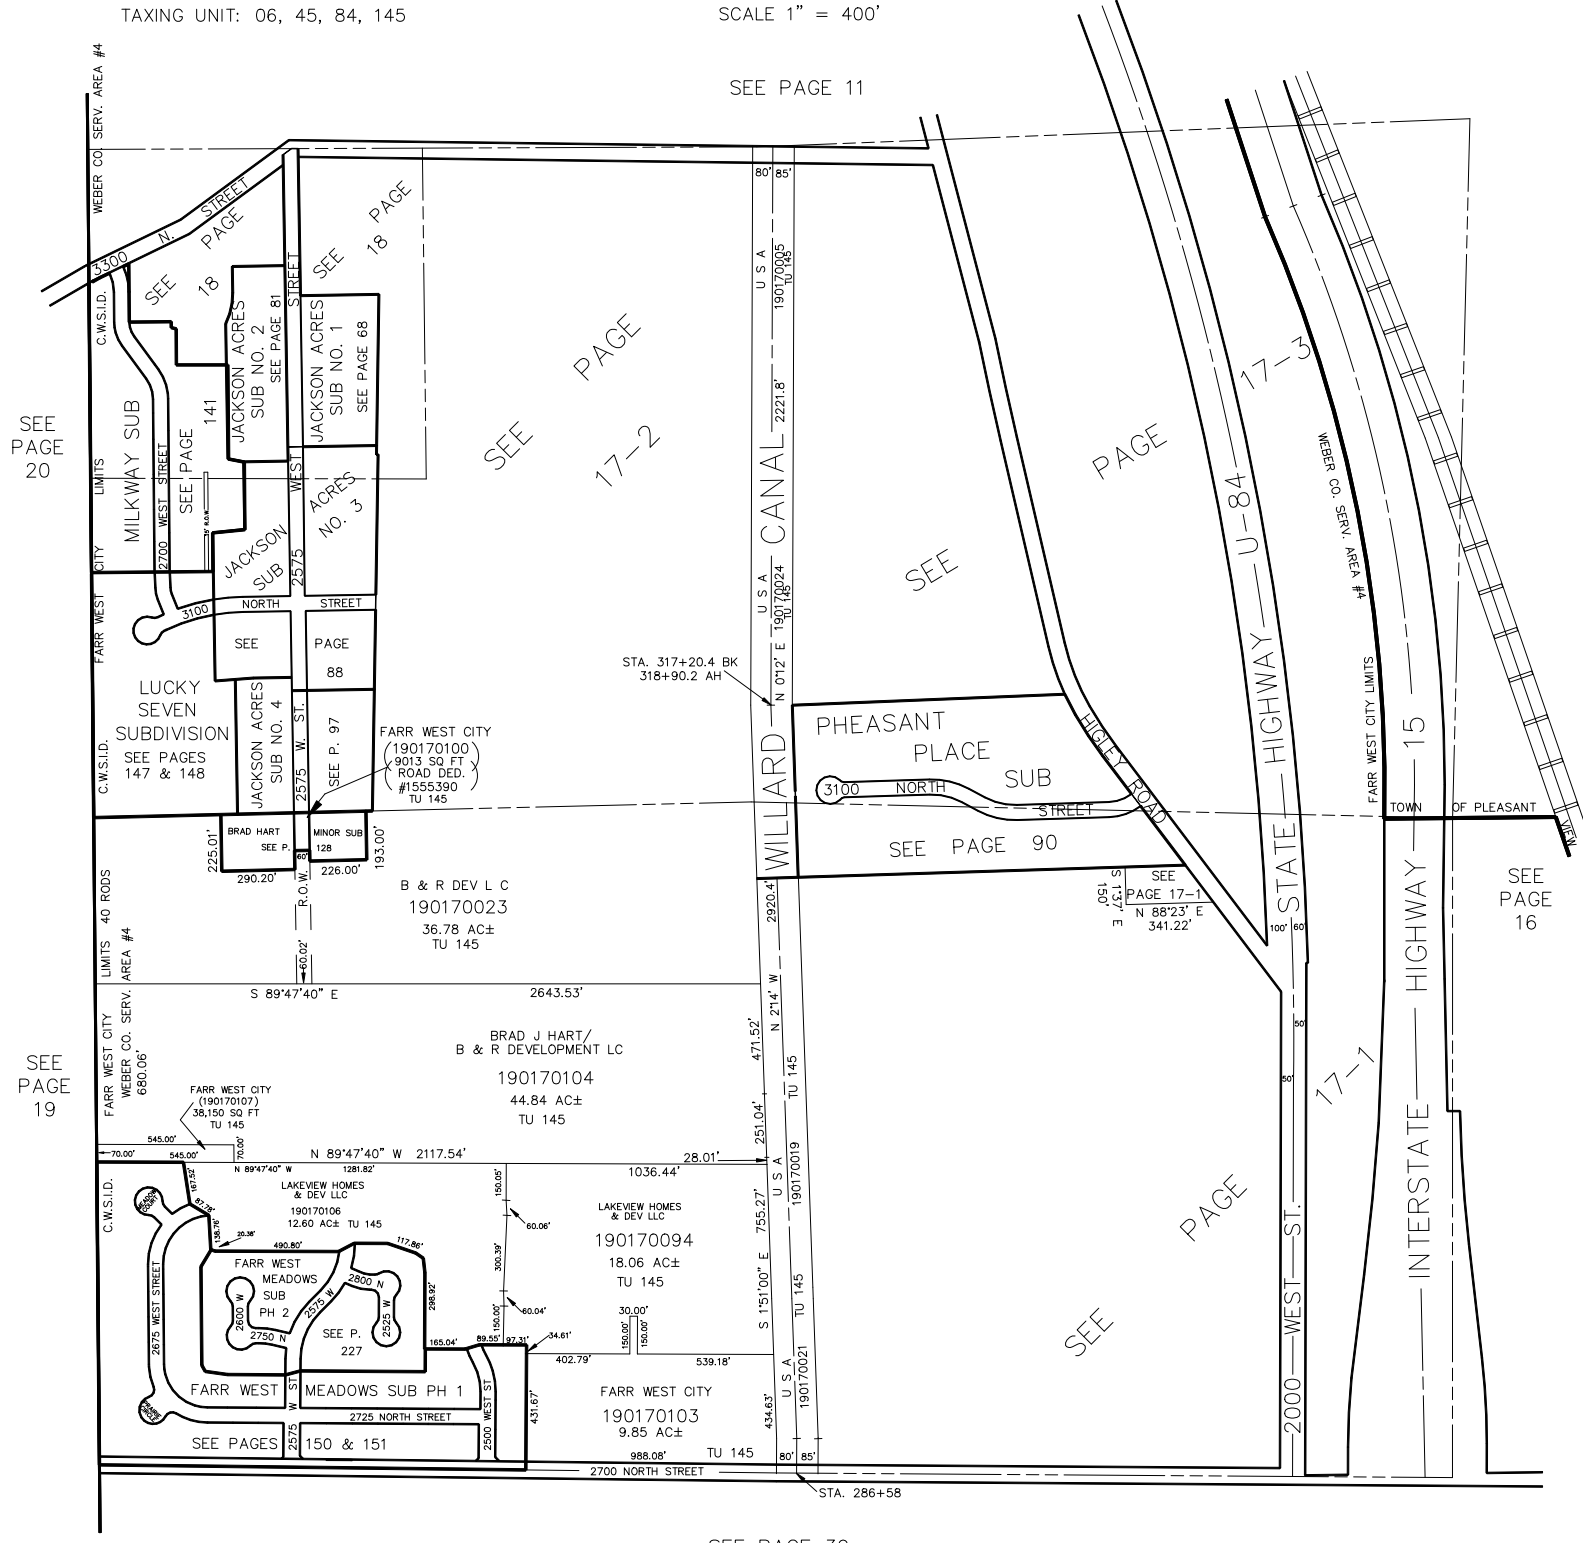 TAXING UNIT: 06, 45, 84, 145
SCALE 1" = 400'
SEE PAGE 11
WEBER CO. SERV. AREA #4
3300 N. STREET
SEE PAGE
18
SEE PAGE
18
C.W.S.I.D.
JACKSON ACRES
SUB NO. 2
SEE PAGE 81
STREET
JACKSON ACRES
SUB NO. 1
SEE PAGE 68
SEE
PAGE
20
MILKWAY SUB
2700 WEST STREET
SEE PAGE
141
15' R.O.W.
WEST
2575
JACKSON ACRES
SUB NO. 3
FARR WEST CITY LIMITS
3100 NORTH STREET
SEE PAGE
88
LUCKY
SEVEN
SUBDIVISION
SEE PAGES
147 & 148
C.W.S.I.D.
JACKSON ACRES
SUB NO. 4
2575 W. ST.
SEE P. 97
FARR WEST CITY
(190170100)
9013 SQ FT
ROAD DED.
#1555390
TU 145
SEE PAGE
17-2
80' 85'
U S A
190170005
TU 145
2221.8'
WILLARD CANAL
U S A
190170024
TU 145
N 0°12' E
STA. 317+20.4 BK
318+90.2 AH
PHEASANT
PLACE
SUB
3100 NORTH STREET
SEE PAGE 90
HIGLEY ROAD
SEE PAGE
17-3
STATE HIGHWAY U-84
WEBER CO. SERV. AREA #4
FARR WEST CITY LIMITS
INTERSTATE HIGHWAY 15
TOWN OF PLEASANT
VIEW
SEE
PAGE 17-1
N 88°23' E
341.22'
S 1°37' E
150'
SEE
PAGE
16
100' 60'
50'
50'
225.01'
BRAD HART
MINOR SUB
SEE P. 128
193.00'
290.20'
60'
226.00'
R.O.W.
60.02'
B & R DEV L C
190170023
36.78 AC±
TU 145
2920.4'
N 2°14' W
LIMITS 40 RODS
WEBER CO. SERV. AREA #4
S 89°47'40" E
2643.53'
SEE
PAGE
19
FARR WEST CITY
680.06'
BRAD J HART/
B & R DEVELOPMENT LC
190170104
44.84 AC±
TU 145
471.52'
251.04'
TU 145
190170019
U S A
FARR WEST CITY
(190170107)
38,150 SQ FT
TU 145
545.00'
70.00'
70.00'
545.00'
N 89°47'40" W 2117.54'
28.01'
N 89°47'40" W
1281.82'
1036.44'
C.W.S.I.D.
MEADOW
COURT
167.52'
87.78'
138.76'
20.38'
LAKEVIEW HOMES
& DEV LLC
190170106
12.60 AC± TU 145
150.05'
60.06'
300.39'
60.04'
150.00'
LAKEVIEW HOMES
& DEV LLC
190170094
18.06 AC±
TU 145
755.27'
S 1°51'00" E
TU 145
190170021
U S A
490.80'
117.86'
298.92'
FARR WEST
MEADOWS
SUB
PH 2
2800 N
2600 W
2575 W
2525 W
2750 N
SEE P.
227
2675 WEST STREET
165.04'
89.55'
97.31'
34.61'
30.00'
150.00'
150.00'
402.79'
539.18'
FARR WEST MEADOWS SUB PH 1
PRAIRIE
CIRCLE
2575 W ST
2725 NORTH STREET
2500 WEST ST
431.67'
434.63'
FARR WEST CITY
190170103
9.85 AC±
TU 145
SEE PAGES 150 & 151
988.08'
80' 85'
2700 NORTH STREET
STA. 286+58
SEE PAGE
17-1
2000 WEST ST.